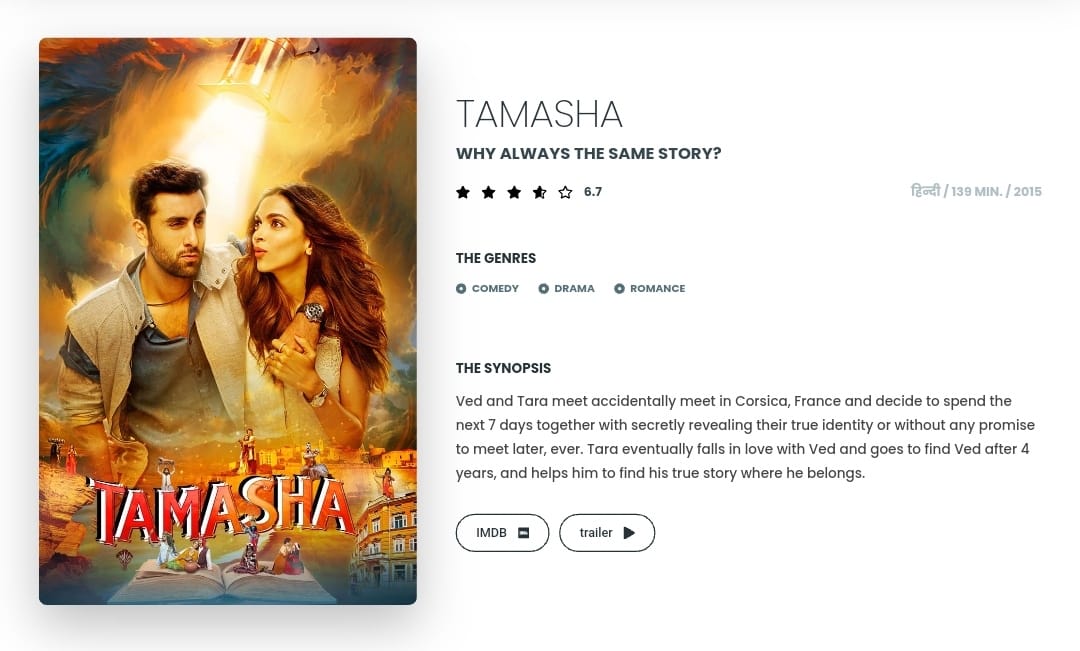 TAMASHA
WHY ALWAYS THE SAME STORY?
6.7
हिन्दी / 139 MIN. / 2015
THE GENRES
COMEDY DRAMA ROMANCE
THE SYNOPSIS
Ved and Tara meet accidentally meet in Corsica, France and decide to spend the
next 7 days together with secretly revealing their true identity or without any promise
to meet later, ever. Tara eventually falls in love with Ved and goes to find Ved after 4
years, and helps him to find his true story where he belongs.
IMDB trailer
TAMASHA